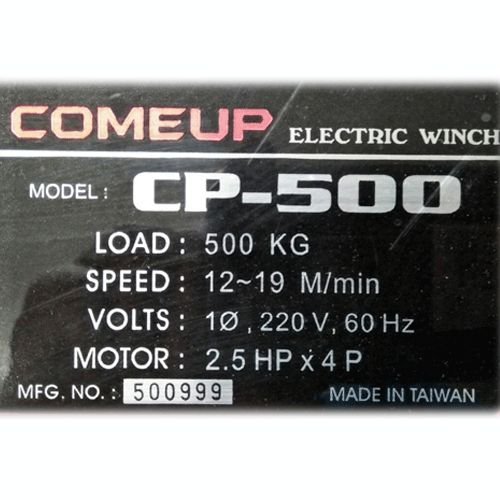 COMEUP ELECTRIC WINCH
MODEL : CP-500
LOAD : 500 KG
SPEED : 12~19 M/min
VOLTS : 1Ø , 220 V, 60 Hz
MOTOR : 2.5 HP x 4 P
MFG. NO. : 500999 MADE IN TAIWAN